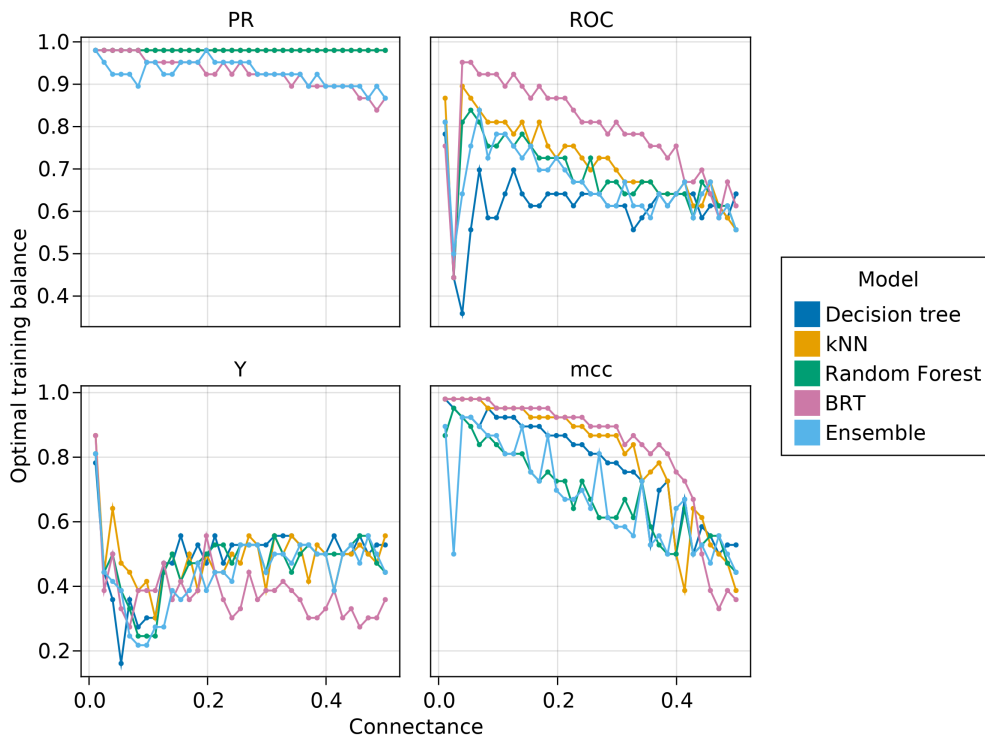 PR
ROC
1.0
0.9
0.8
0.7
0.6
0.5
0.4
Optimal training balance
Y
mcc
1.0
0.8
0.6
0.4
0.2
0.0
0.2
0.4
0.0
0.2
0.4
Connectance
Model
Decision tree
kNN
Random Forest
BRT
Ensemble